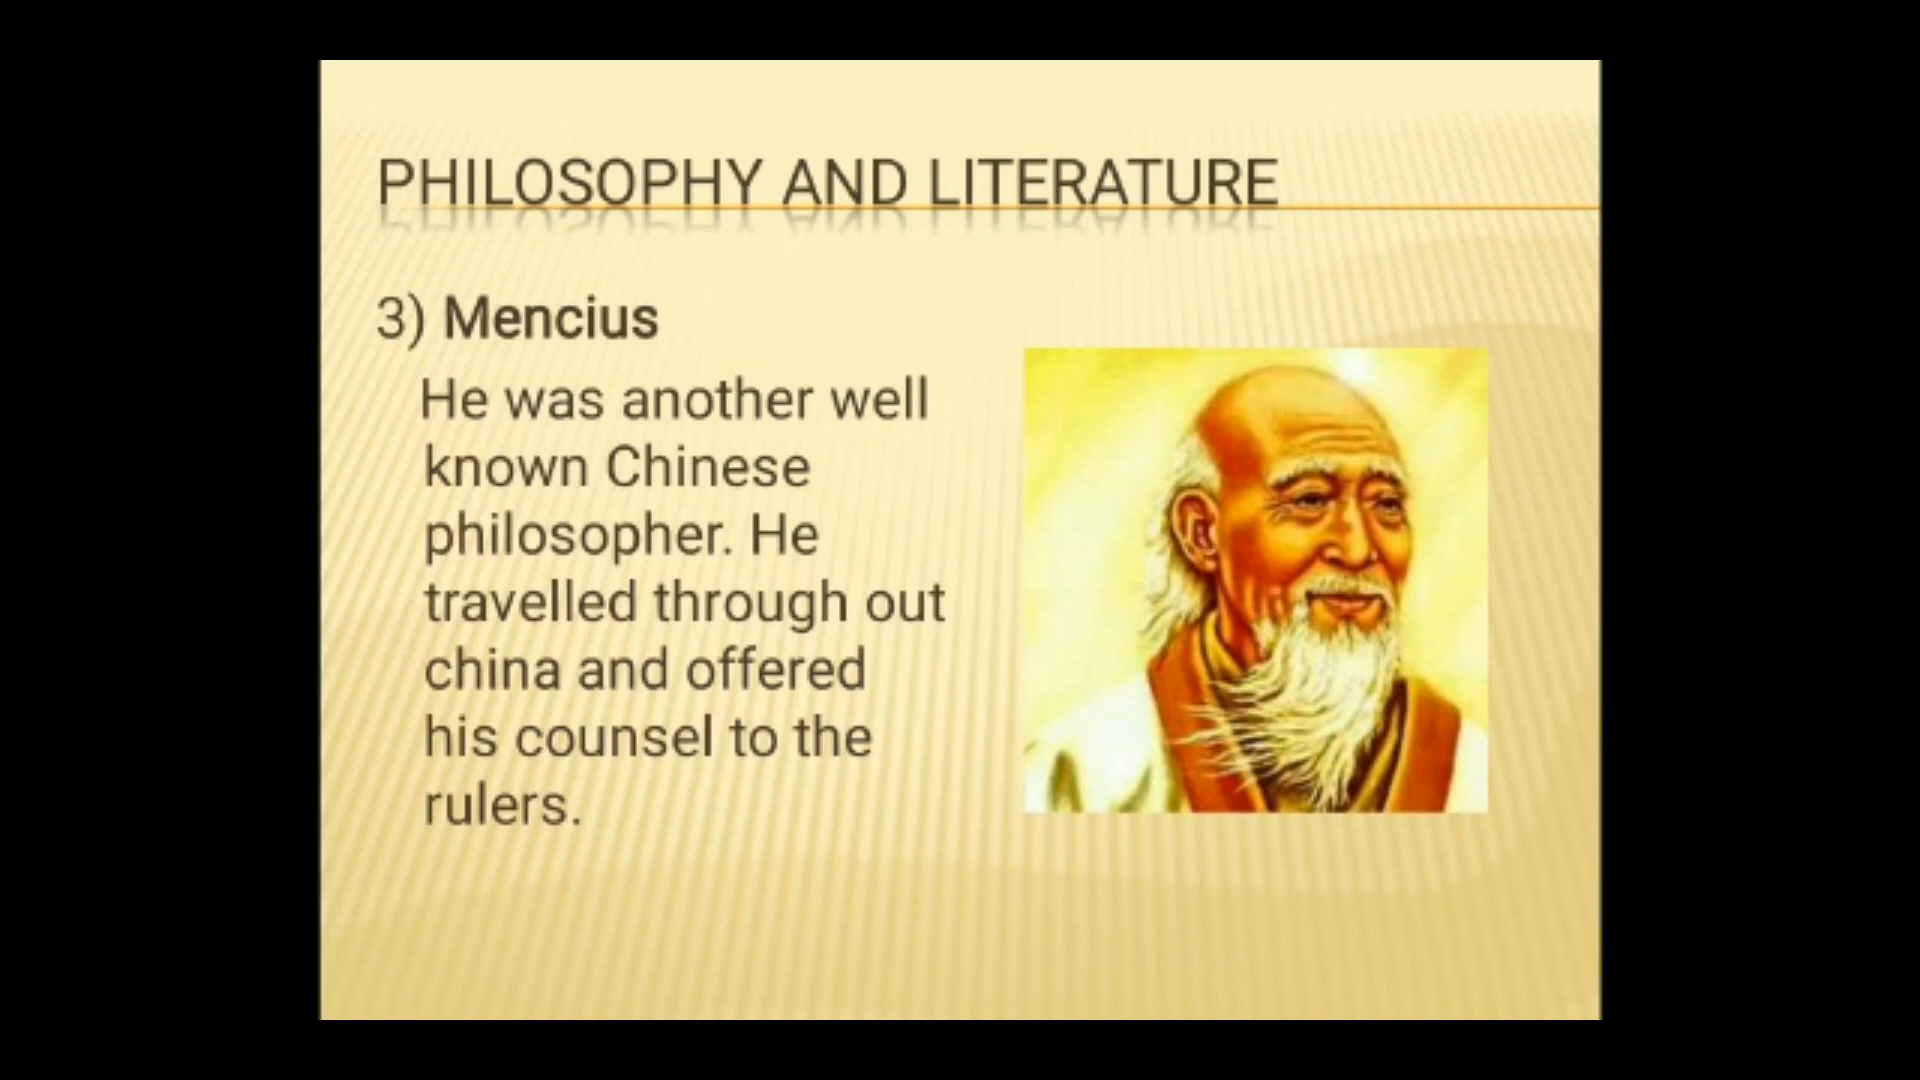 PHILOSOPHY AND LITERATURE
3) Mencius
He was another well
known Chinese
philosopher. He
travelled through out
china and offered
his counsel to the
rulers.